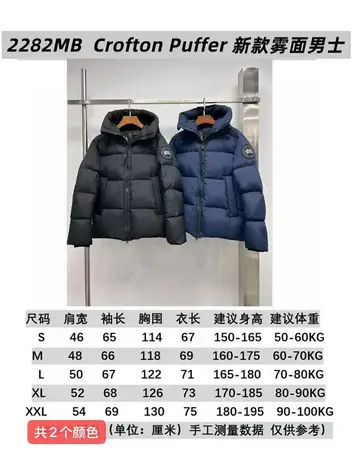 2282MB Crofton Puffer 新款雾面男士
尺码 肩宽 袖长 胸围 衣长 建议身高 建议体重
S 46 65 114 67 150-165 50-60KG
M 48 66 118 69 160-175 60-70KG
L 50 67 122 71 165-180 70-80KG
XL 52 68 126 73 170-185 80-90KG
XXL 54 69 130 75 180-195 90-100KG
共2个颜色 (单位：厘米) 手工测量数据 仅供参考)